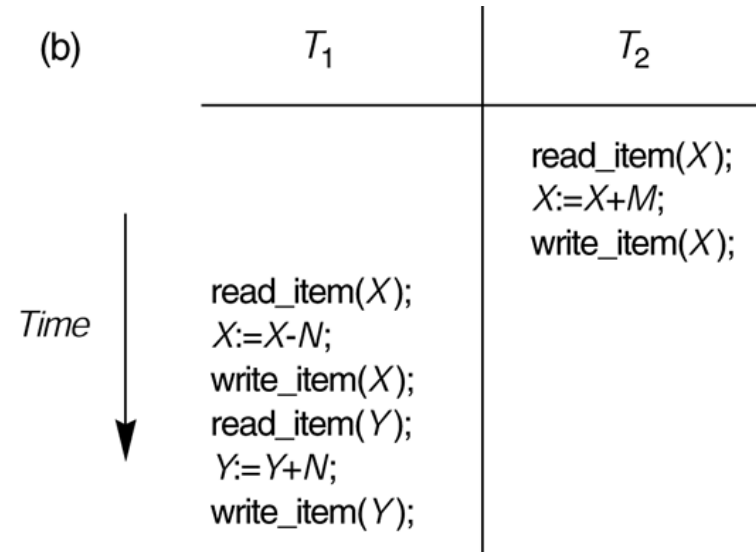 (b) T₁ T₂
read_item(X);
X:=X+M;
write_item(X);
read_item(X);
Time X:=X-N;
write_item(X);
read_item(Y);
Y:=Y+N;
write_item(Y);